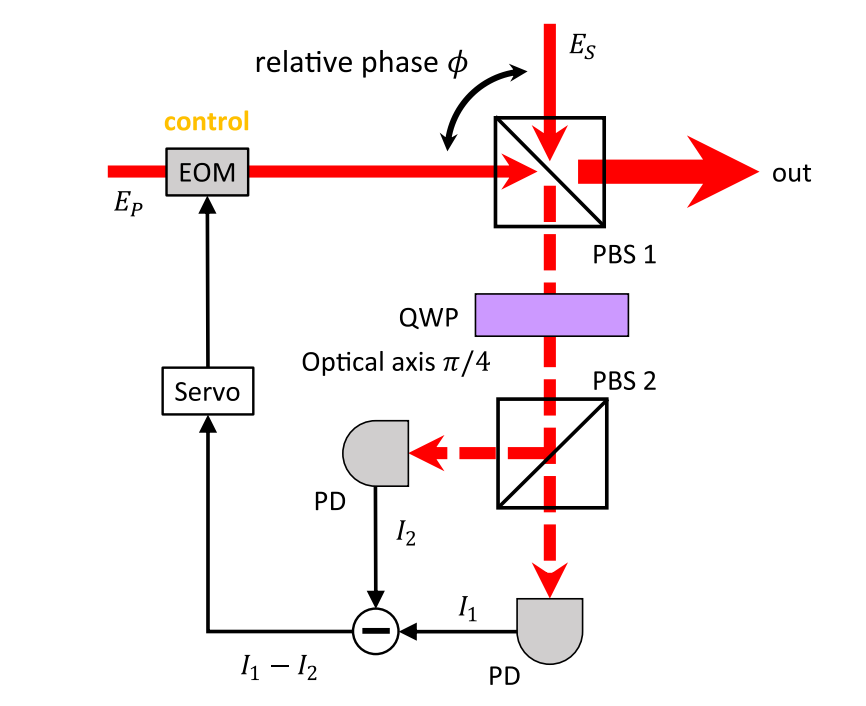 E_S
relative phase ϕ
control
EOM
out
E_P
PBS 1
QWP
Optical axis π/4
PBS 2
Servo
PD
I_2
I_1
I_1 − I_2
PD